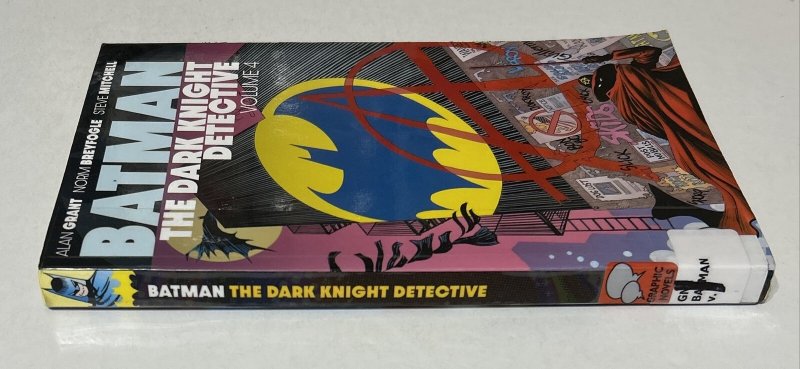 ALAN GRANT NORM BREYFOGLE STEVE MITCHELL
BATMAN
THE DARK KNIGHT
DETECTIVE
VOLUME 4
BATMAN THE DARK KNIGHT DETECTIVE
GRAPHIC
NOVELS
BATMAN
V.